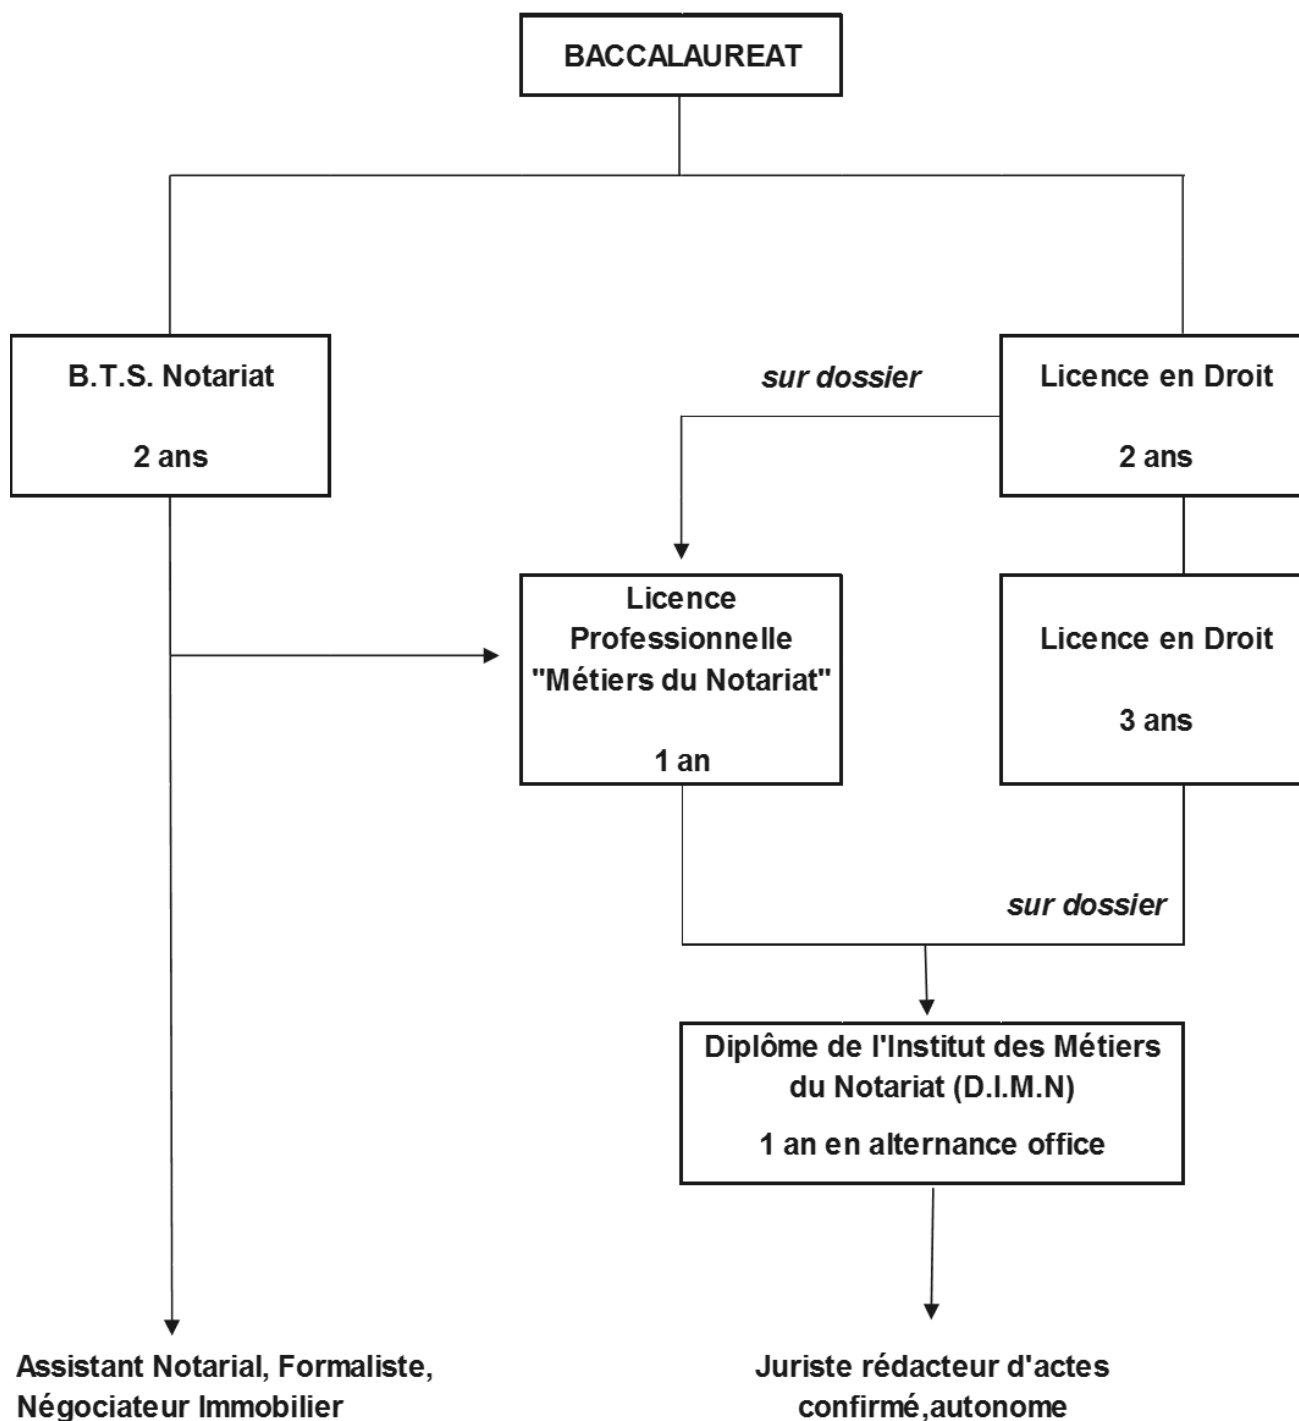 BACCALAUREAT
B.T.S. Notariat
2 ans
sur dossier
Licence en Droit
2 ans
Licence
Professionnelle
"Métiers du Notariat"
1 an
Licence en Droit
3 ans
sur dossier
Diplôme de l'Institut des Métiers
du Notariat (D.I.M.N)
1 an en alternance office
Assistant Notarial, Formaliste,
Négociateur Immobilier
Juriste rédacteur d'actes
confirmé,autonome